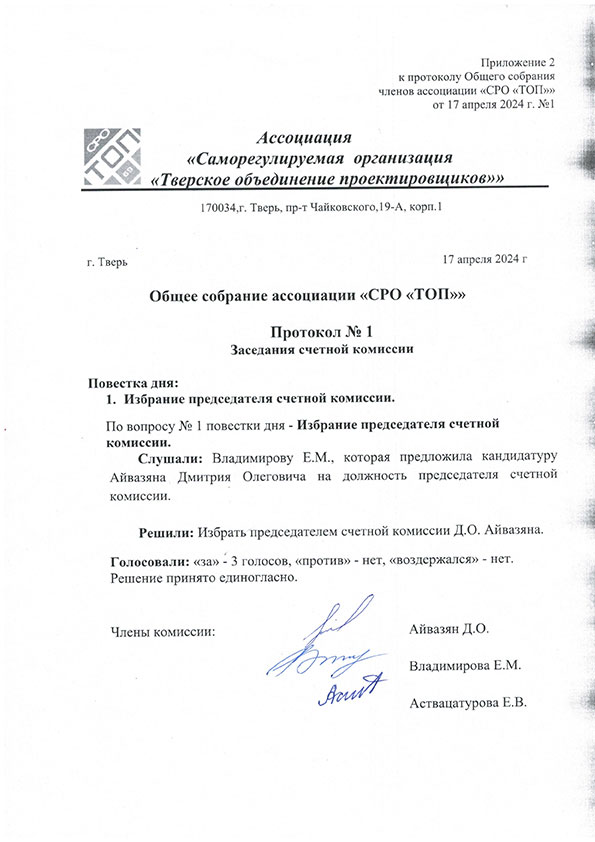 Приложение 2
к протоколу Общего собрания
членов ассоциации «СРО «ТОП»»
от 17 апреля 2024 г. №1
СРО
ТОП
Ассоциация
«Саморегулируемая организация
«Тверское объединение проектировщиков»»
170034,г. Тверь, пр-т Чайковского,19-А, корп.1
г. Тверь
17 апреля 2024 г
Общее собрание ассоциации «СРО «ТОП»»
Протокол № 1
Заседания счетной комиссии
Повестка дня:
1. Избрание председателя счетной комиссии.
По вопросу № 1 повестки дня - Избрание председателя счетной
комиссии.
Слушали: Владимирову Е.М., которая предложила кандидатуру
Айвазяна Дмитрия Олеговича на должность председателя счетной
комиссии.
Решили: Избрать председателем счетной комиссии Д.О. Айвазяна.
Голосовали: «за» - 3 голосов, «против» - нет, «воздержался» - нет.
Решение принято единогласно.
Члены комиссии:
Айвазян Д.О.
Владимирова Е.М.
Аствацатурова Е.В.